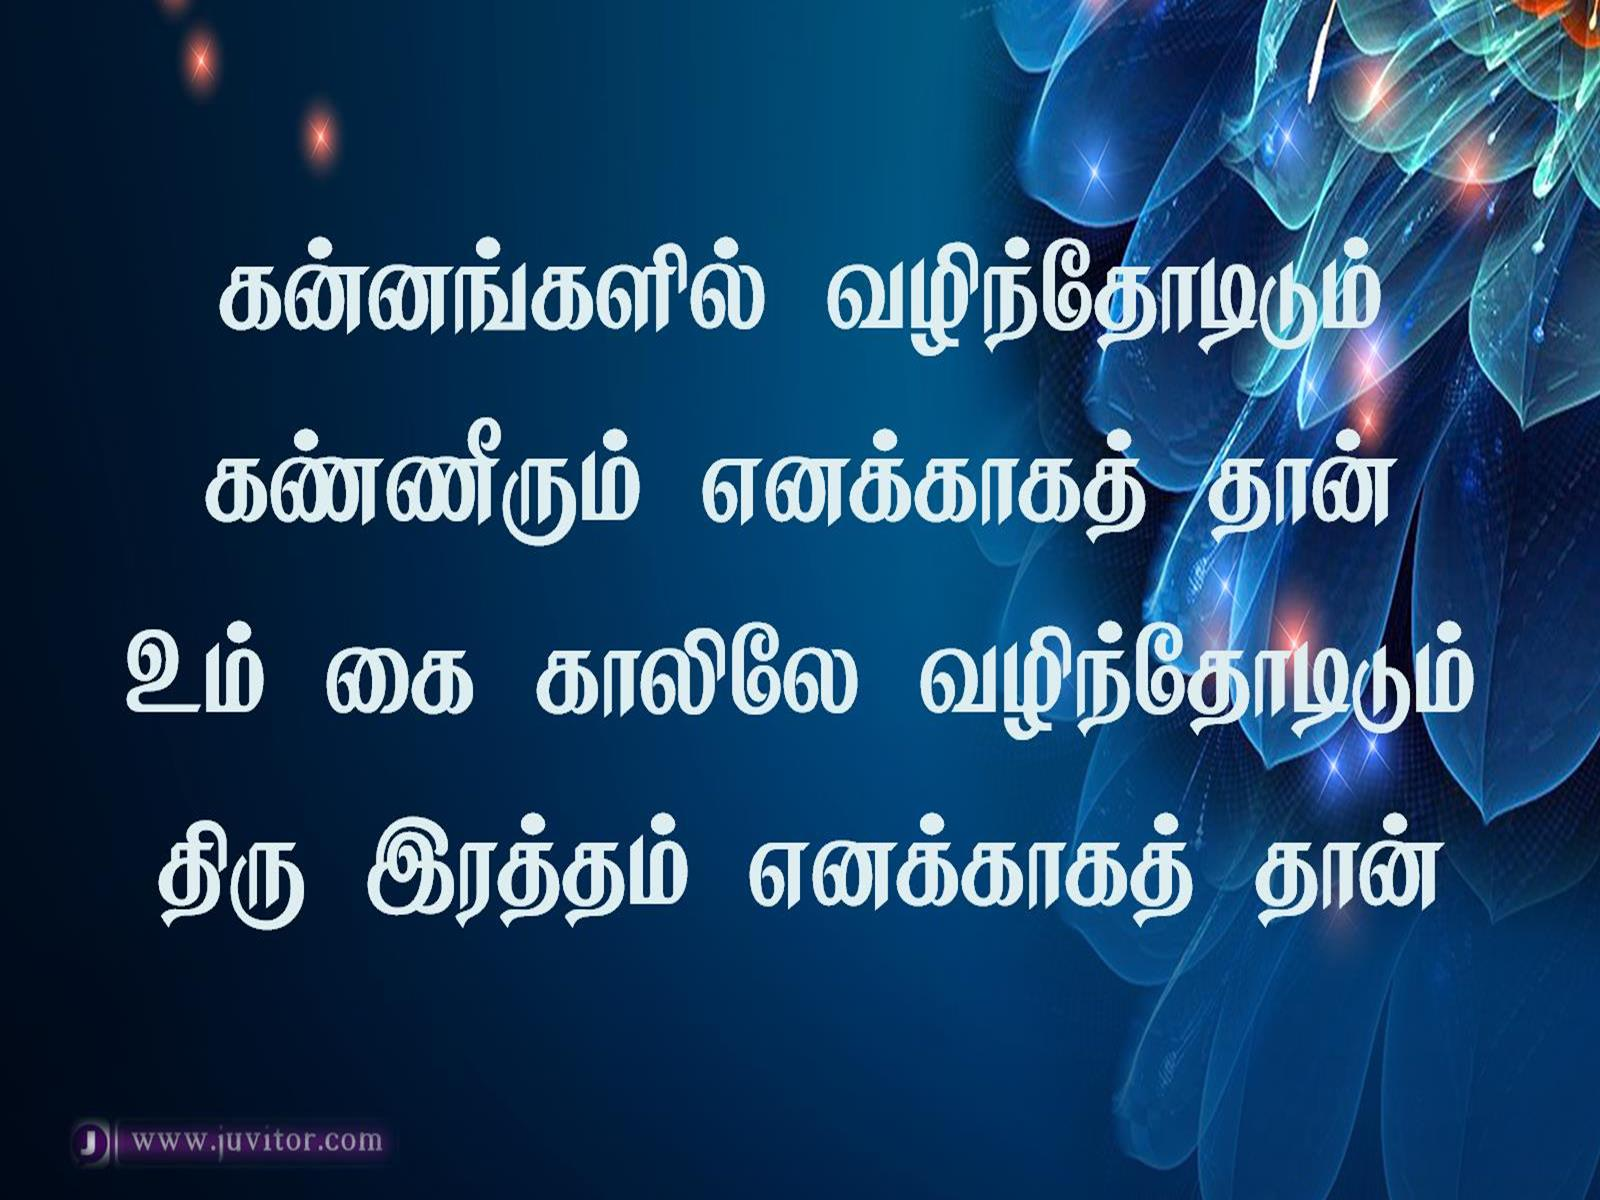 கன்னங்களில் வழிந்தோடிடும்
கண்ணீரும் எனக்காகத் தான்
உம் கை காலிலே வழிந்தோடிடும்
திரு இரத்தம் எனக்காகத் தான்
J www.juvitor.com